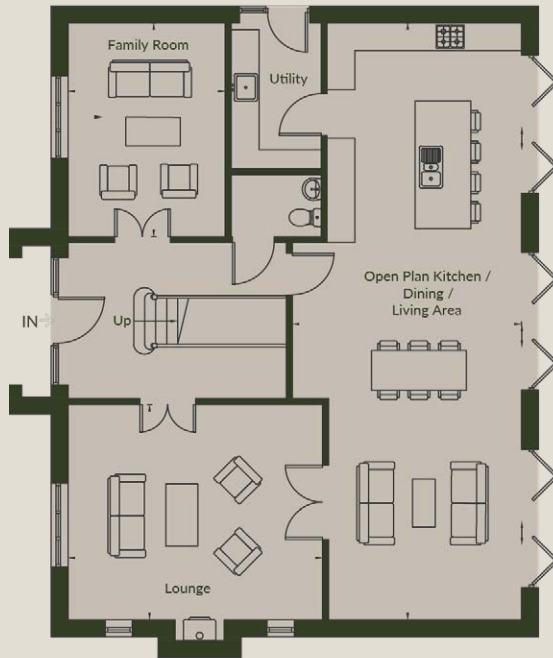 Family Room
Utility
Open Plan Kitchen /
Dining /
Living Area
IN
Up
Lounge